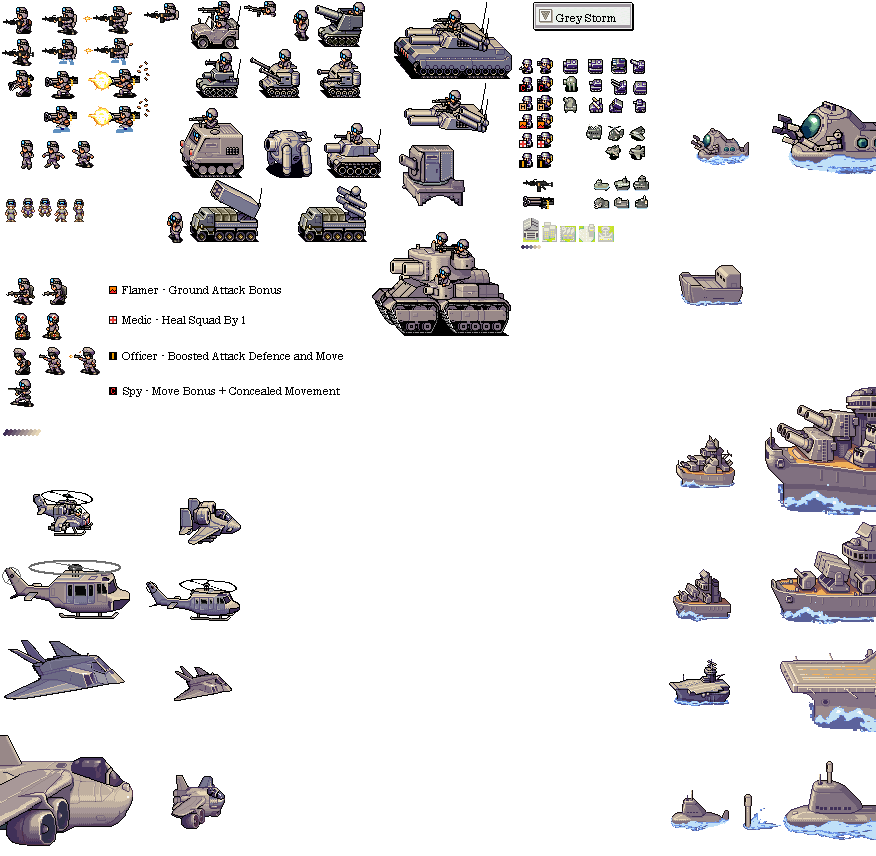 Grey Storm
Flamer - Ground Attack Bonus
Medic - Heal Squad By 1
Officer - Boosted Attack Defence and Move
Spy - Move Bonus + Concealed Movement